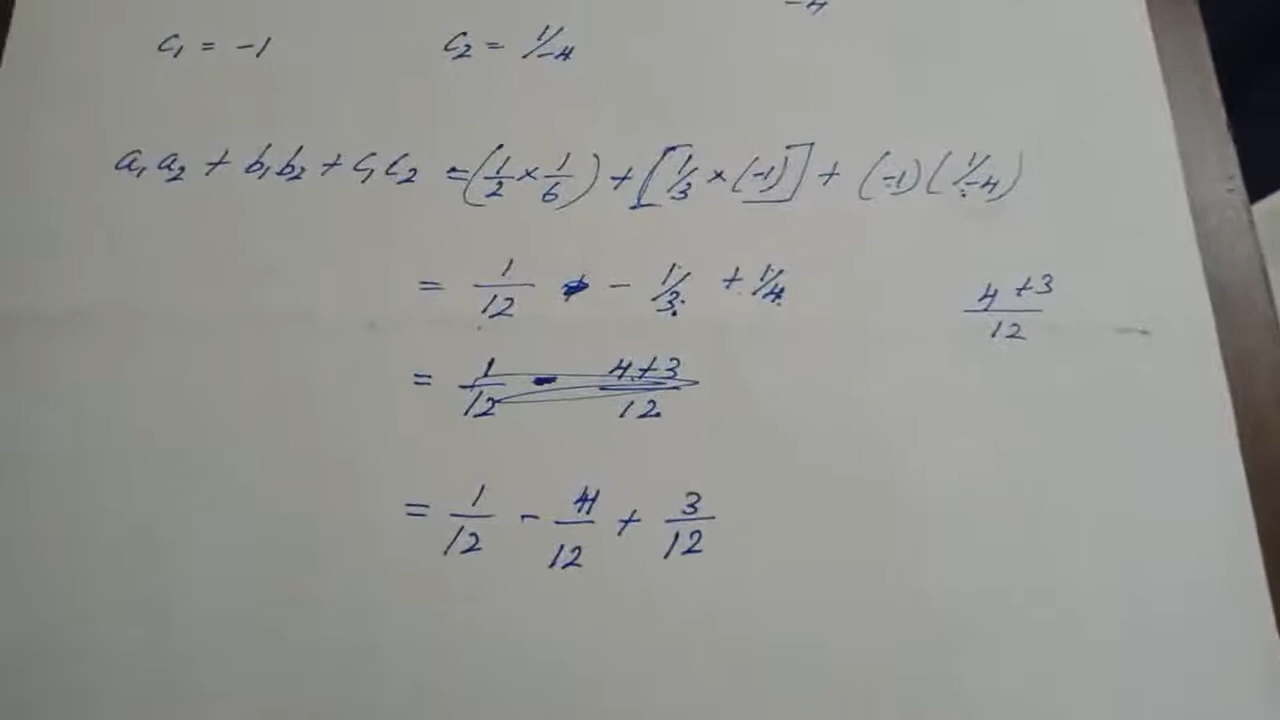 -4
c₁ = -1 c₂ = 1/-4
a₁a₂ + b₁b₂ + c₁c₂ = (1/2 × 1/6) + [1/3 × (-1)] + (-1)(1/-4)
= 1/12 - 1/3 + 1/4
4+3/12
= 1/12 - 4+3/12
= 1/12 - 4/12 + 3/12